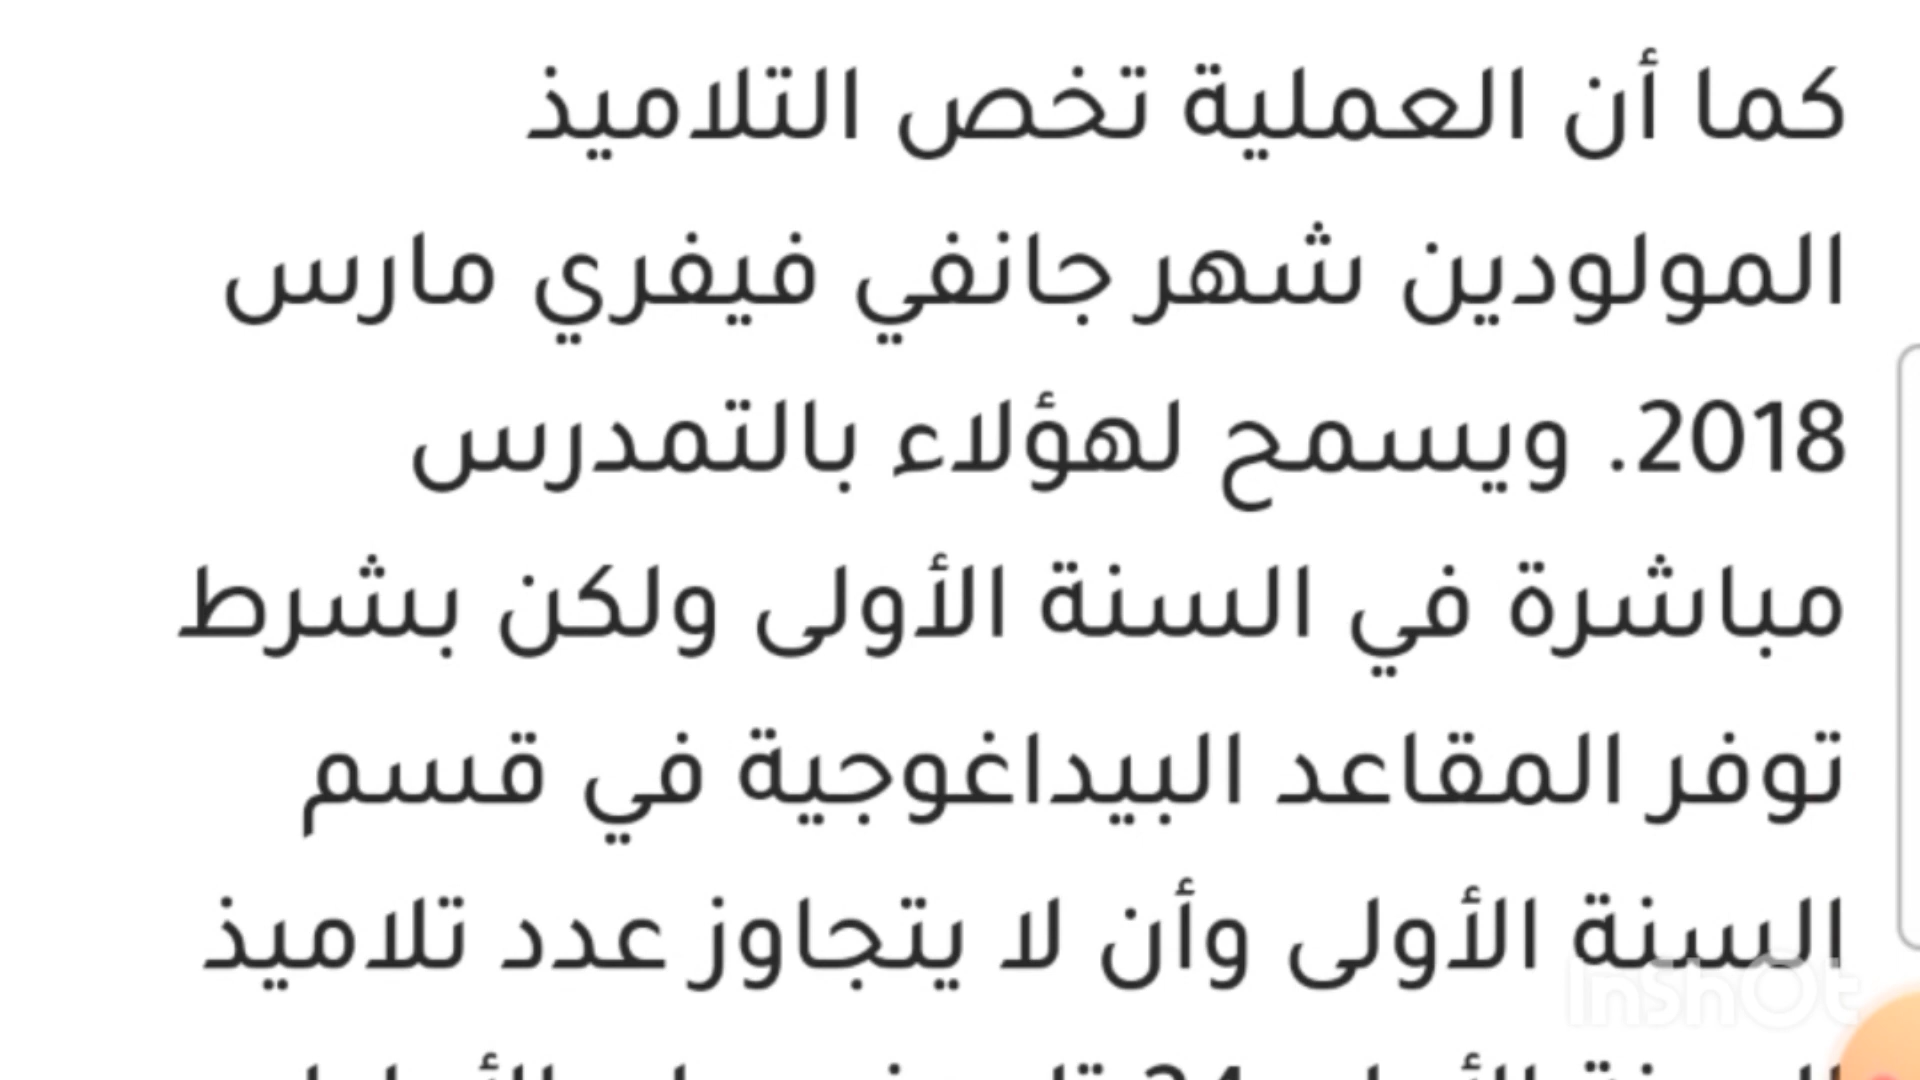 كما أن العملية تخص التلاميذ
المولودين شهر جانفي فيفري مارس
2018. ويسمح لهؤلاء بالتمدرس
مباشرة في السنة الأولى ولكن بشرط
توفر المقاعد البيداغوجية في قسم
السنة الأولى وأن لا يتجاوز عدد تلاميذ
InShOt